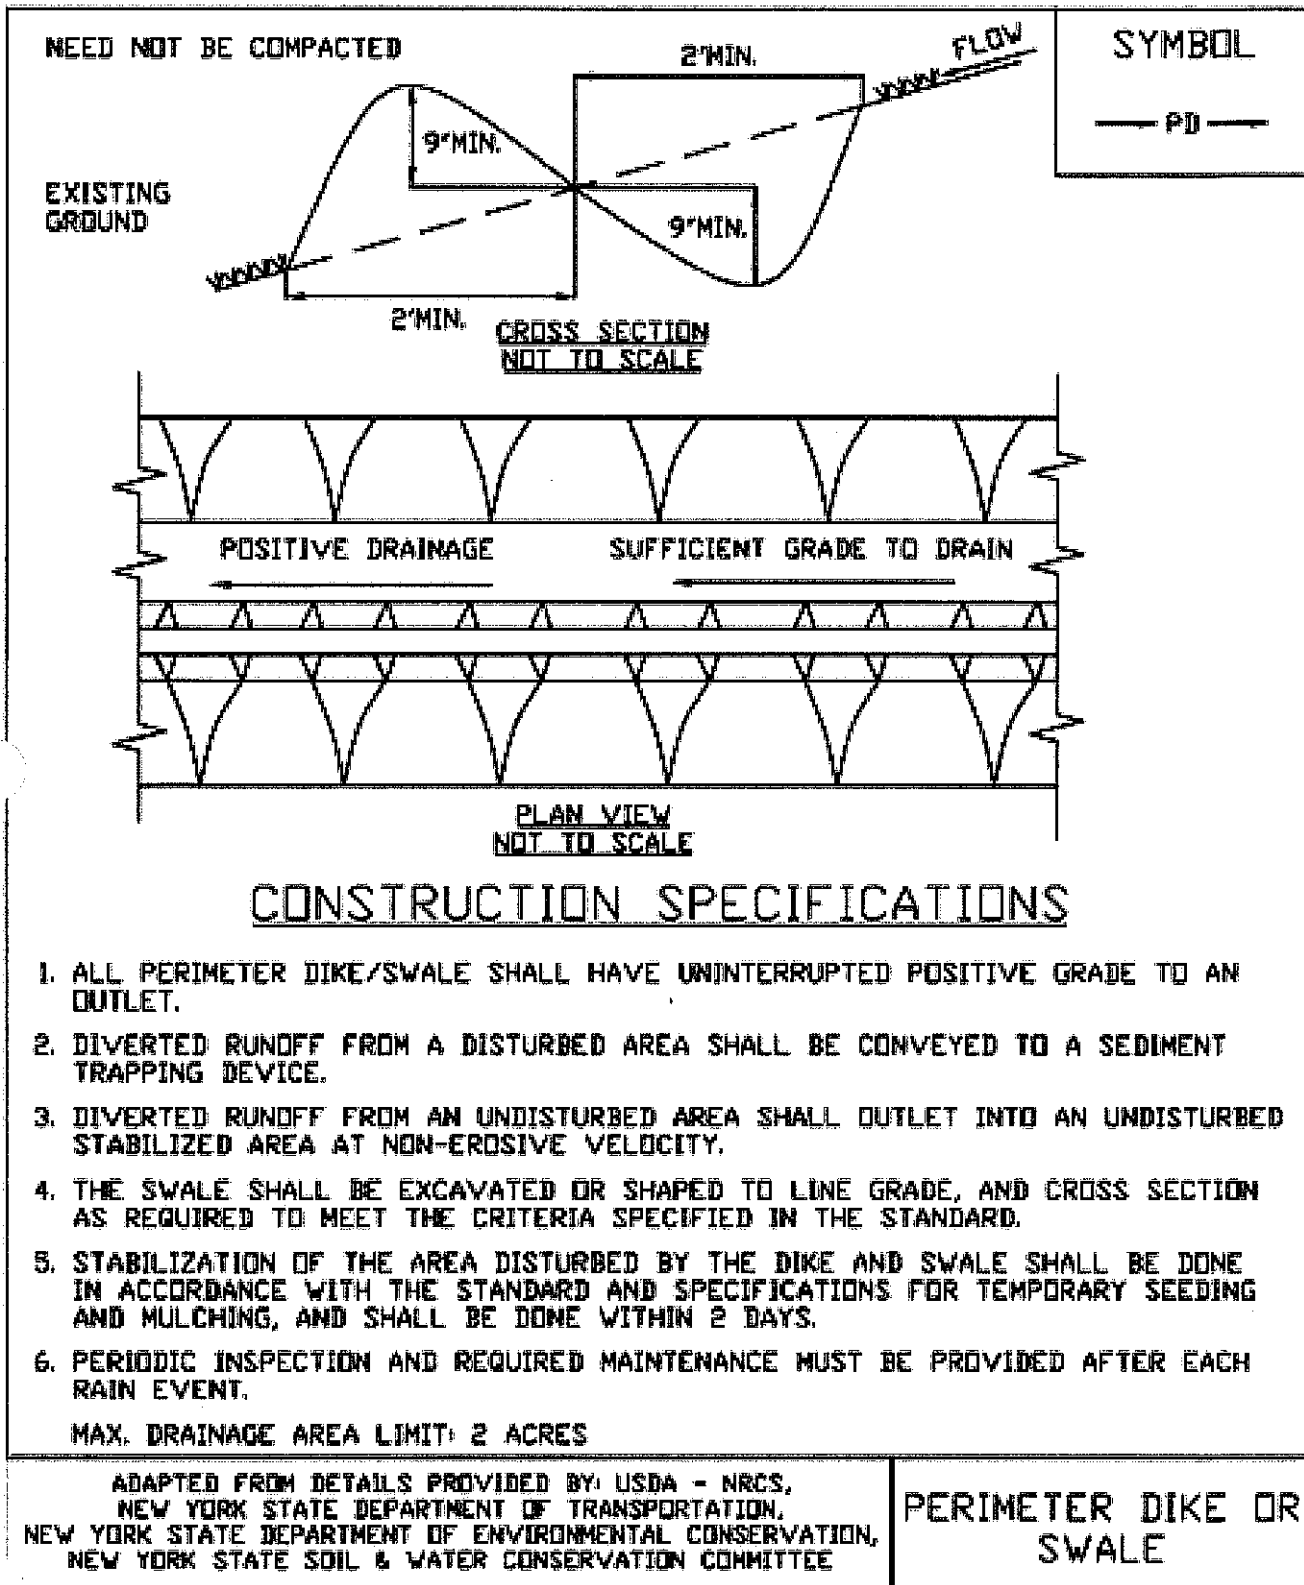 NEED NOT BE COMPACTED
2'MIN.
FLOW
SYMBOL
PD
9"MIN.
EXISTING
GROUND
9"MIN.
2'MIN.
CROSS SECTION
NOT TO SCALE
POSITIVE DRAINAGE
SUFFICIENT GRADE TO DRAIN
PLAN VIEW
NOT TO SCALE
CONSTRUCTION SPECIFICATIONS
1. ALL PERIMETER DIKE/SWALE SHALL HAVE UNINTERRUPTED POSITIVE GRADE TO AN
OUTLET.
2. DIVERTED RUNOFF FROM A DISTURBED AREA SHALL BE CONVEYED TO A SEDIMENT
TRAPPING DEVICE.
3. DIVERTED RUNOFF FROM AN UNDISTURBED AREA SHALL OUTLET INTO AN UNDISTURBED
STABILIZED AREA AT NON-EROSIVE VELOCITY.
4. THE SWALE SHALL BE EXCAVATED OR SHAPED TO LINE GRADE, AND CROSS SECTION
AS REQUIRED TO MEET THE CRITERIA SPECIFIED IN THE STANDARD.
5. STABILIZATION OF THE AREA DISTURBED BY THE DIKE AND SWALE SHALL BE DONE
IN ACCORDANCE WITH THE STANDARD AND SPECIFICATIONS FOR TEMPORARY SEEDING
AND MULCHING, AND SHALL BE DONE WITHIN 2 DAYS.
6. PERIODIC INSPECTION AND REQUIRED MAINTENANCE MUST BE PROVIDED AFTER EACH
RAIN EVENT.
MAX. DRAINAGE AREA LIMIT: 2 ACRES
ADAPTED FROM DETAILS PROVIDED BY: USDA - NRCS,
NEW YORK STATE DEPARTMENT OF TRANSPORTATION,
NEW YORK STATE DEPARTMENT OF ENVIRONMENTAL CONSERVATION,
NEW YORK STATE SOIL & WATER CONSERVATION COMMITTEE
PERIMETER DIKE OR
SWALE